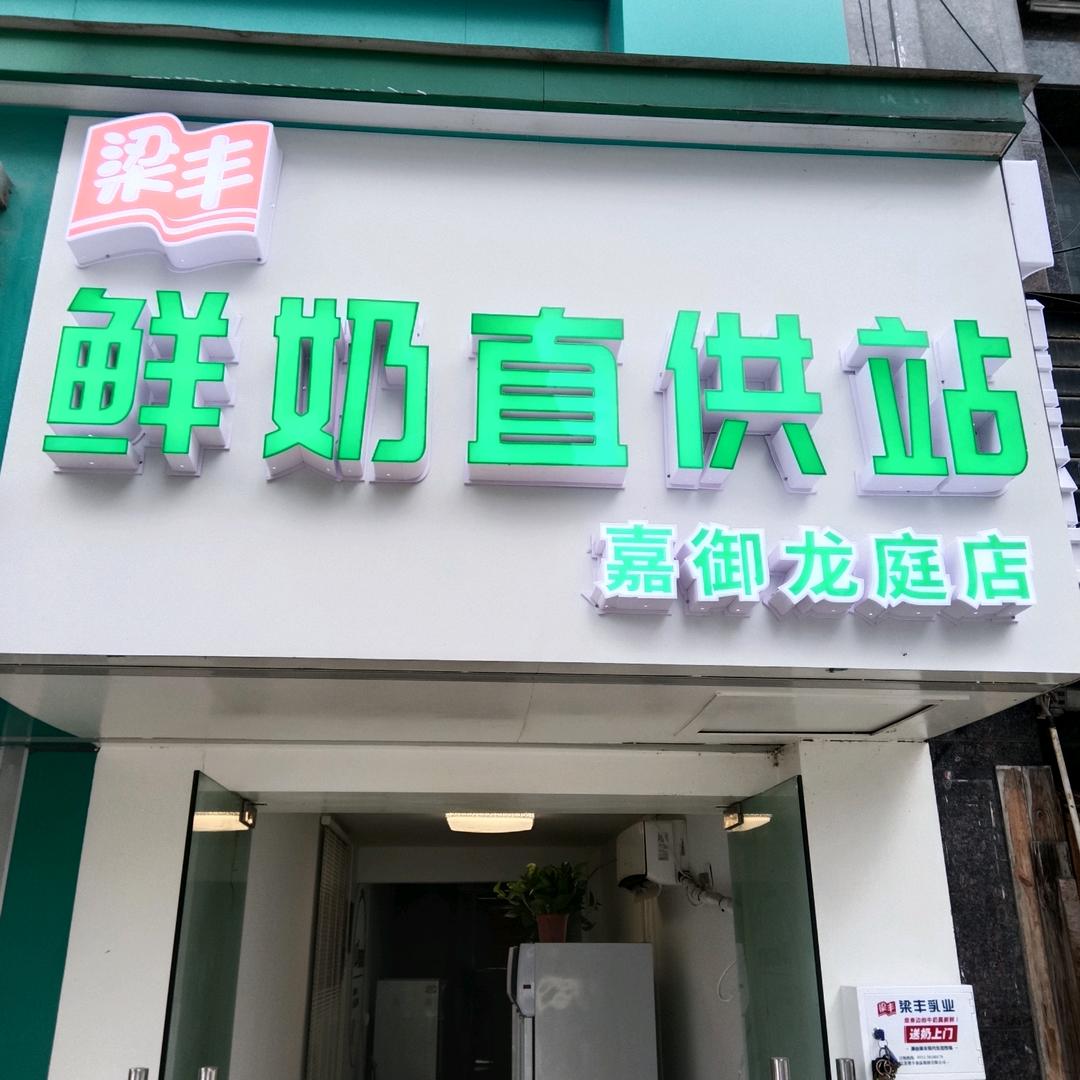 梁丰
鲜奶直供站
嘉御龙庭店
梁丰 梁丰乳业
送奶上门